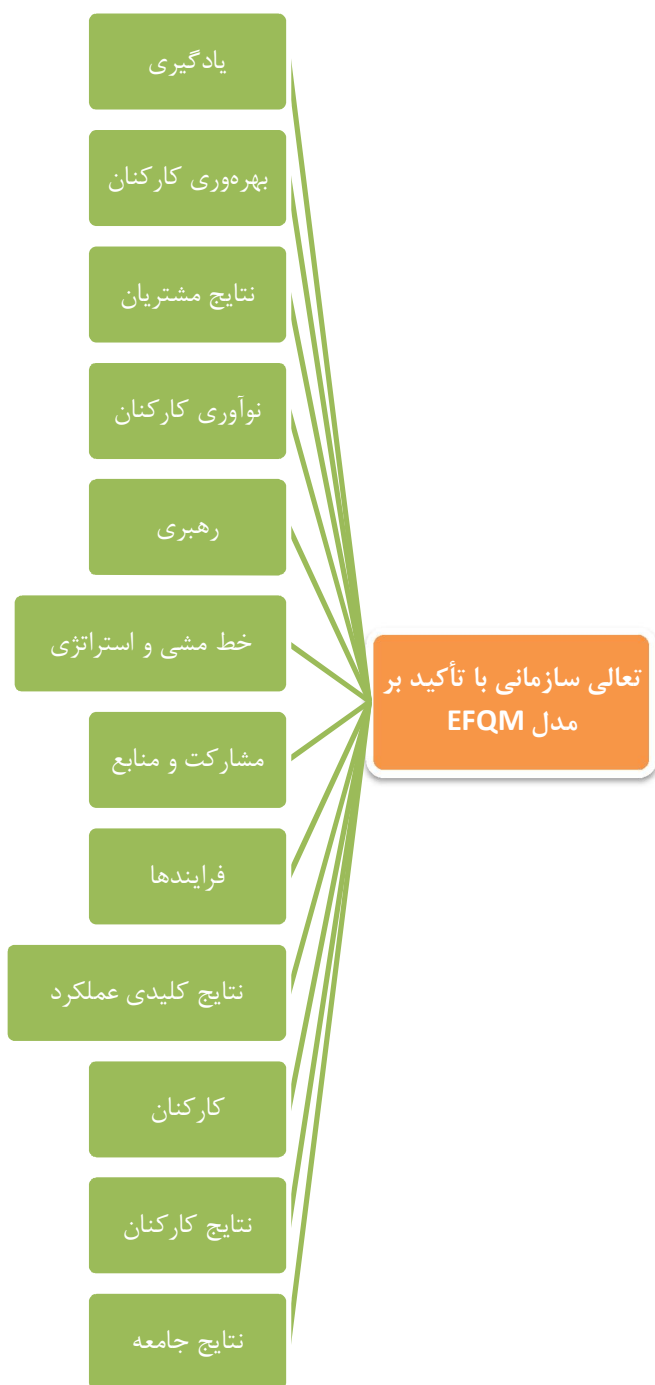 یادگیری
بهره‌وری کارکنان
نتایج مشتریان
نوآوری کارکنان
رهبری
خط مشی و استراتژی
تعالی سازمانی با تأکید بر
مدل EFQM
مشارکت و منابع
فرایندها
نتایج کلیدی عملکرد
کارکنان
نتایج کارکنان
نتایج جامعه